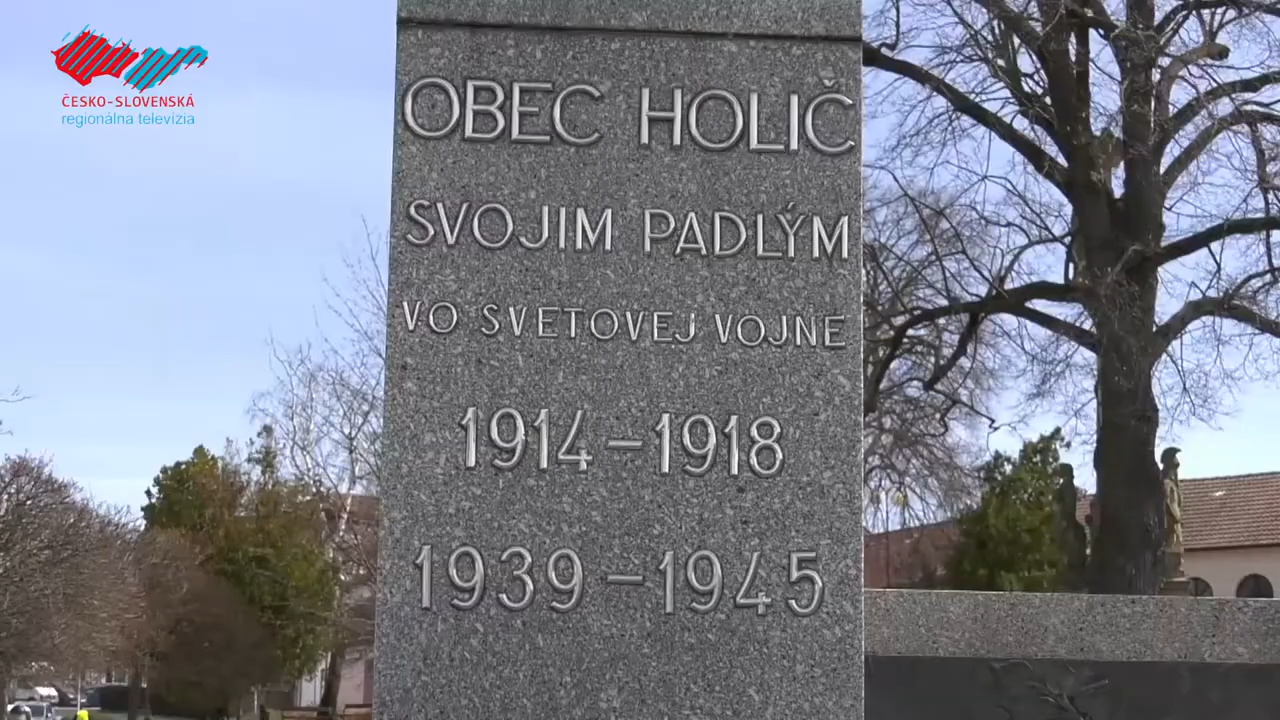 ČESKO-SLOVENSKÁ
regionálna televízia
OBEC HOLIČ
SVOJIM PADLÝM
VO SVETOVEJ VOJNE
1914 – 1918
1939 – 1945